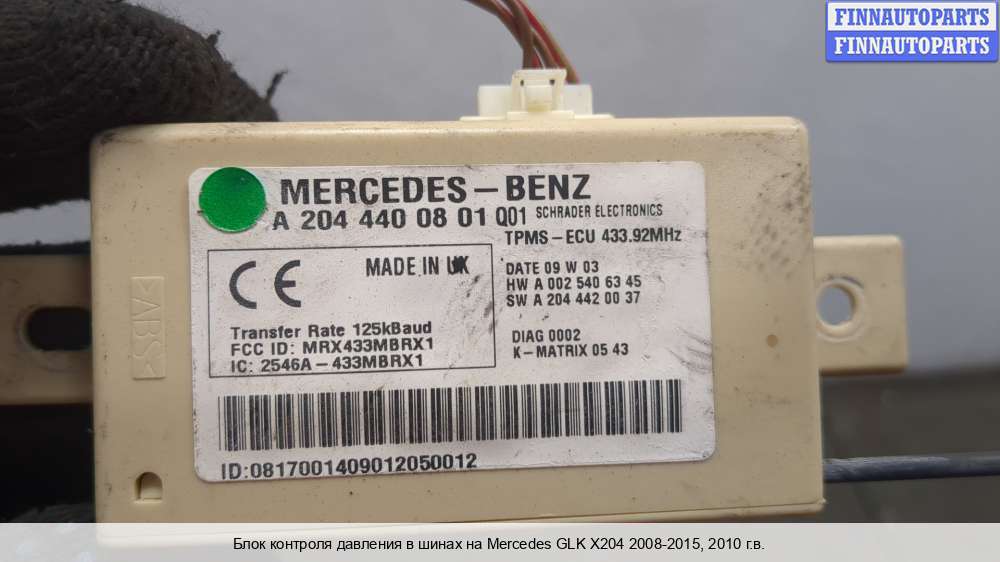 FINNAUTOPARTS
FINNAUTOPARTS
MERCEDES-BENZ
A 204 440 08 01 Q01 SCHRADER ELECTRONICS
TPMS-ECU 433.92MHz
CE
MADE IN UK
DATE 09 W 03
HW A 002 540 63 45
SW A 204 442 00 37
Transfer Rate 125kBaud
FCC ID: MRX433MBRX1
IC: 2546A-433MBRX1
DIAG 0002
K-MATRIX 05 43
ID:0817001409012050012
>ABS<
Блок контроля давления в шинах на Mercedes GLK X204 2008-2015, 2010 г.в.